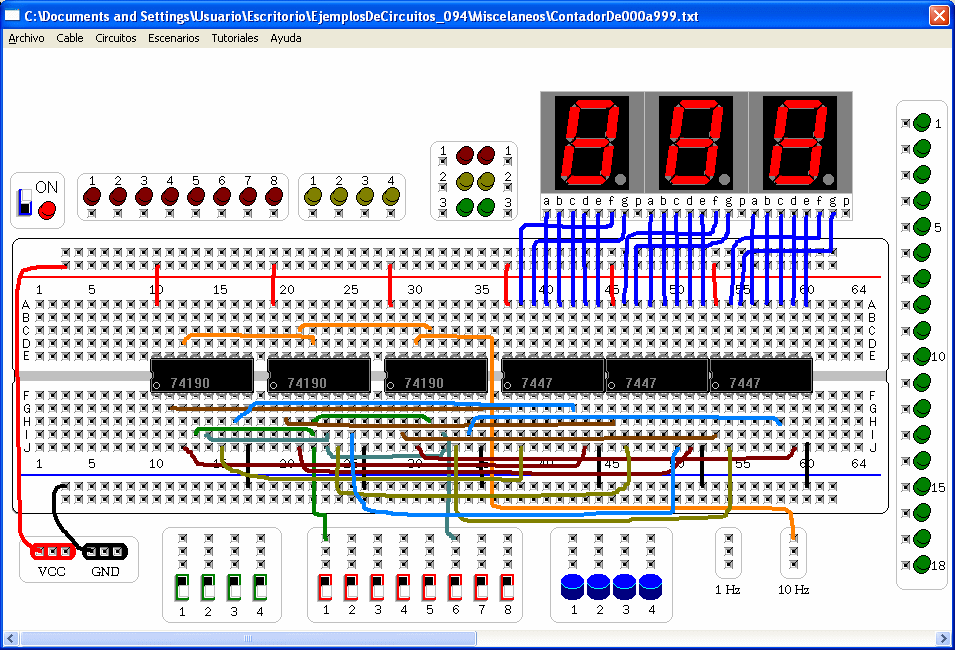 C:\Documents and Settings\Usuario\Escritorio\EjemplosDeCircuitos_094\Miscelaneos\ContadorDe000a999.txt
Archivo Cable Circuitos Escenarios Tutoriales Ayuda
888
ON
1 2 3 4 5 6 7 8
1 2 3 4
1 1
2 2
3 3
a b c d e f g p a b c d e f g p a b c d e f g p
1
5
10
15
18
1 5 10 15 20 25 30 35 40 45 50 55 60 64
A A
B B
C C
D D
E E
74190 74190 74190 7447 7447 7447
F F
G G
H H
I I
J J
1 5 10 20 25 30 35 40 45 50 55 60 64
VCC GND
1 2 3 4
1 2 3 4 5 6 7 8
1 2 3 4
1 Hz 10 Hz